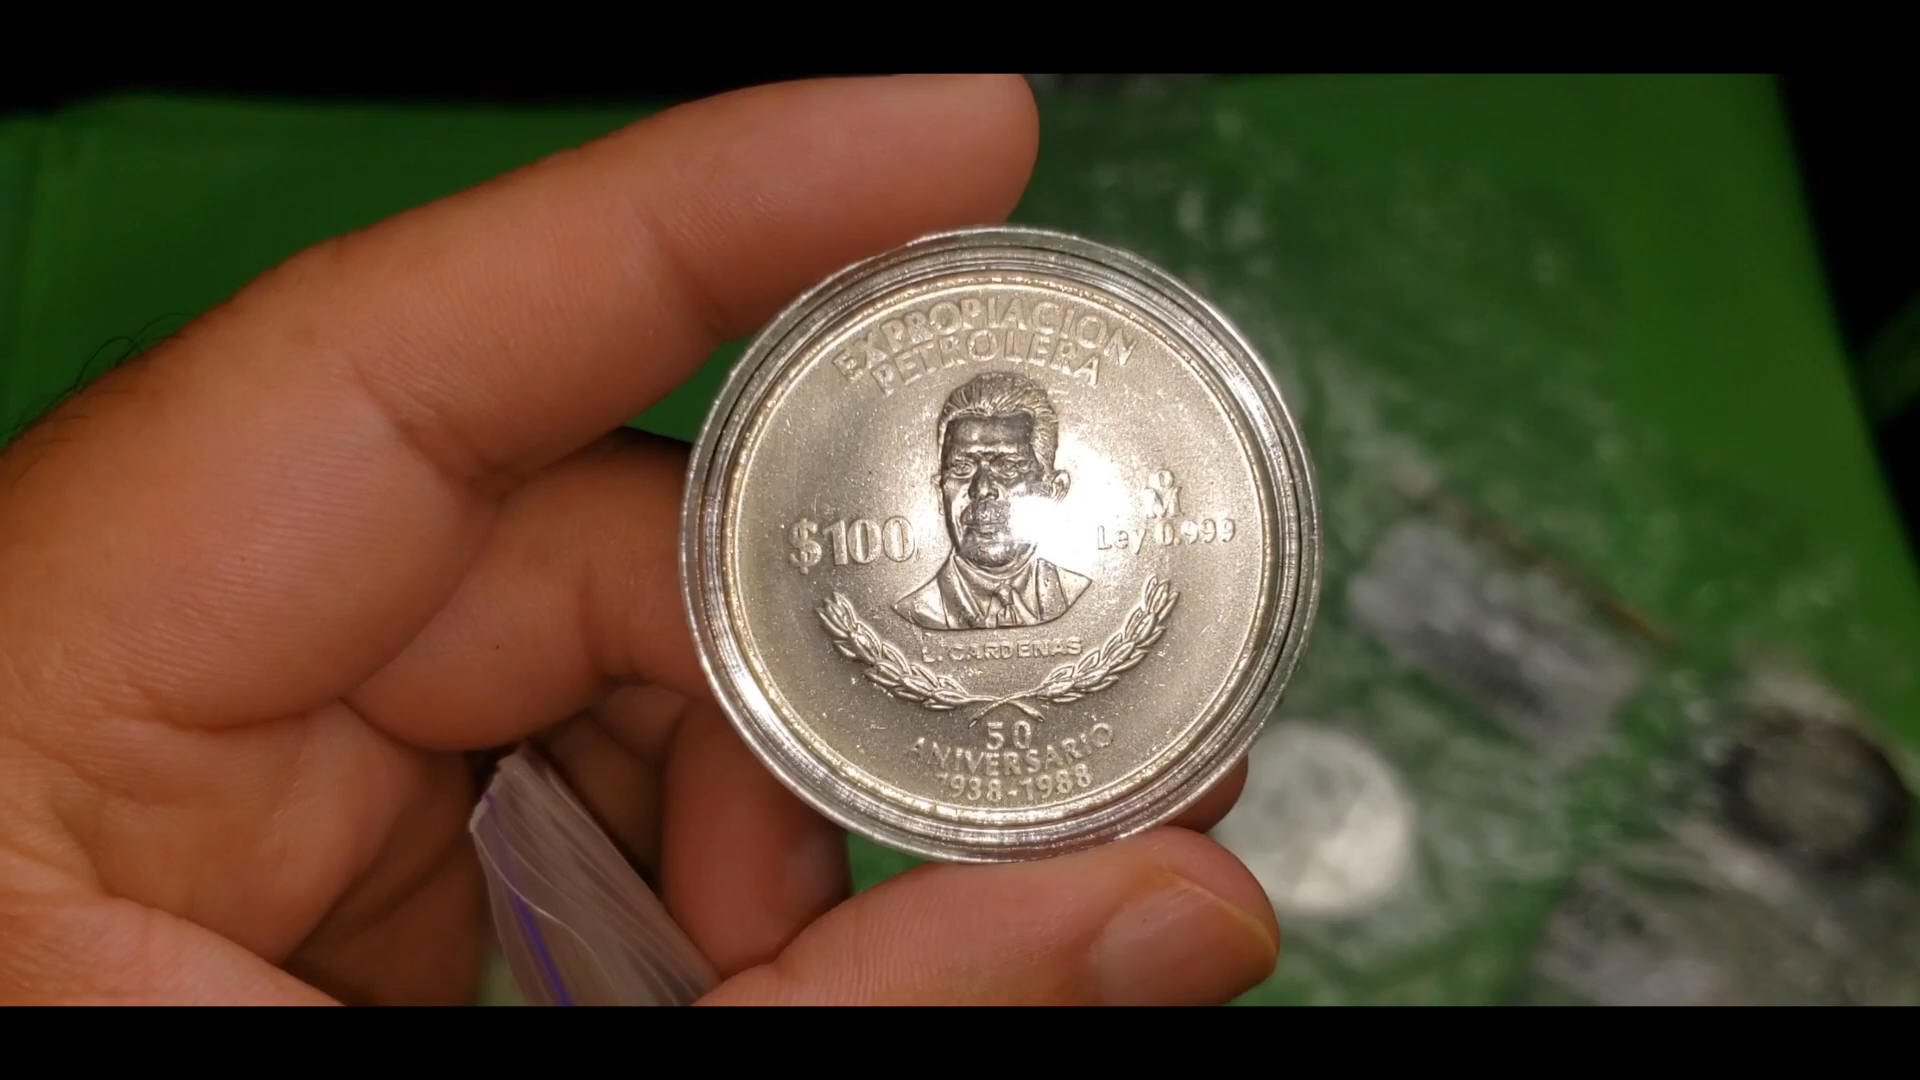 EXPROPIACION
PETROLERA
$100
M
Ley 0.999
L. CARDENAS
50
ANIVERSARIO
1938-1988